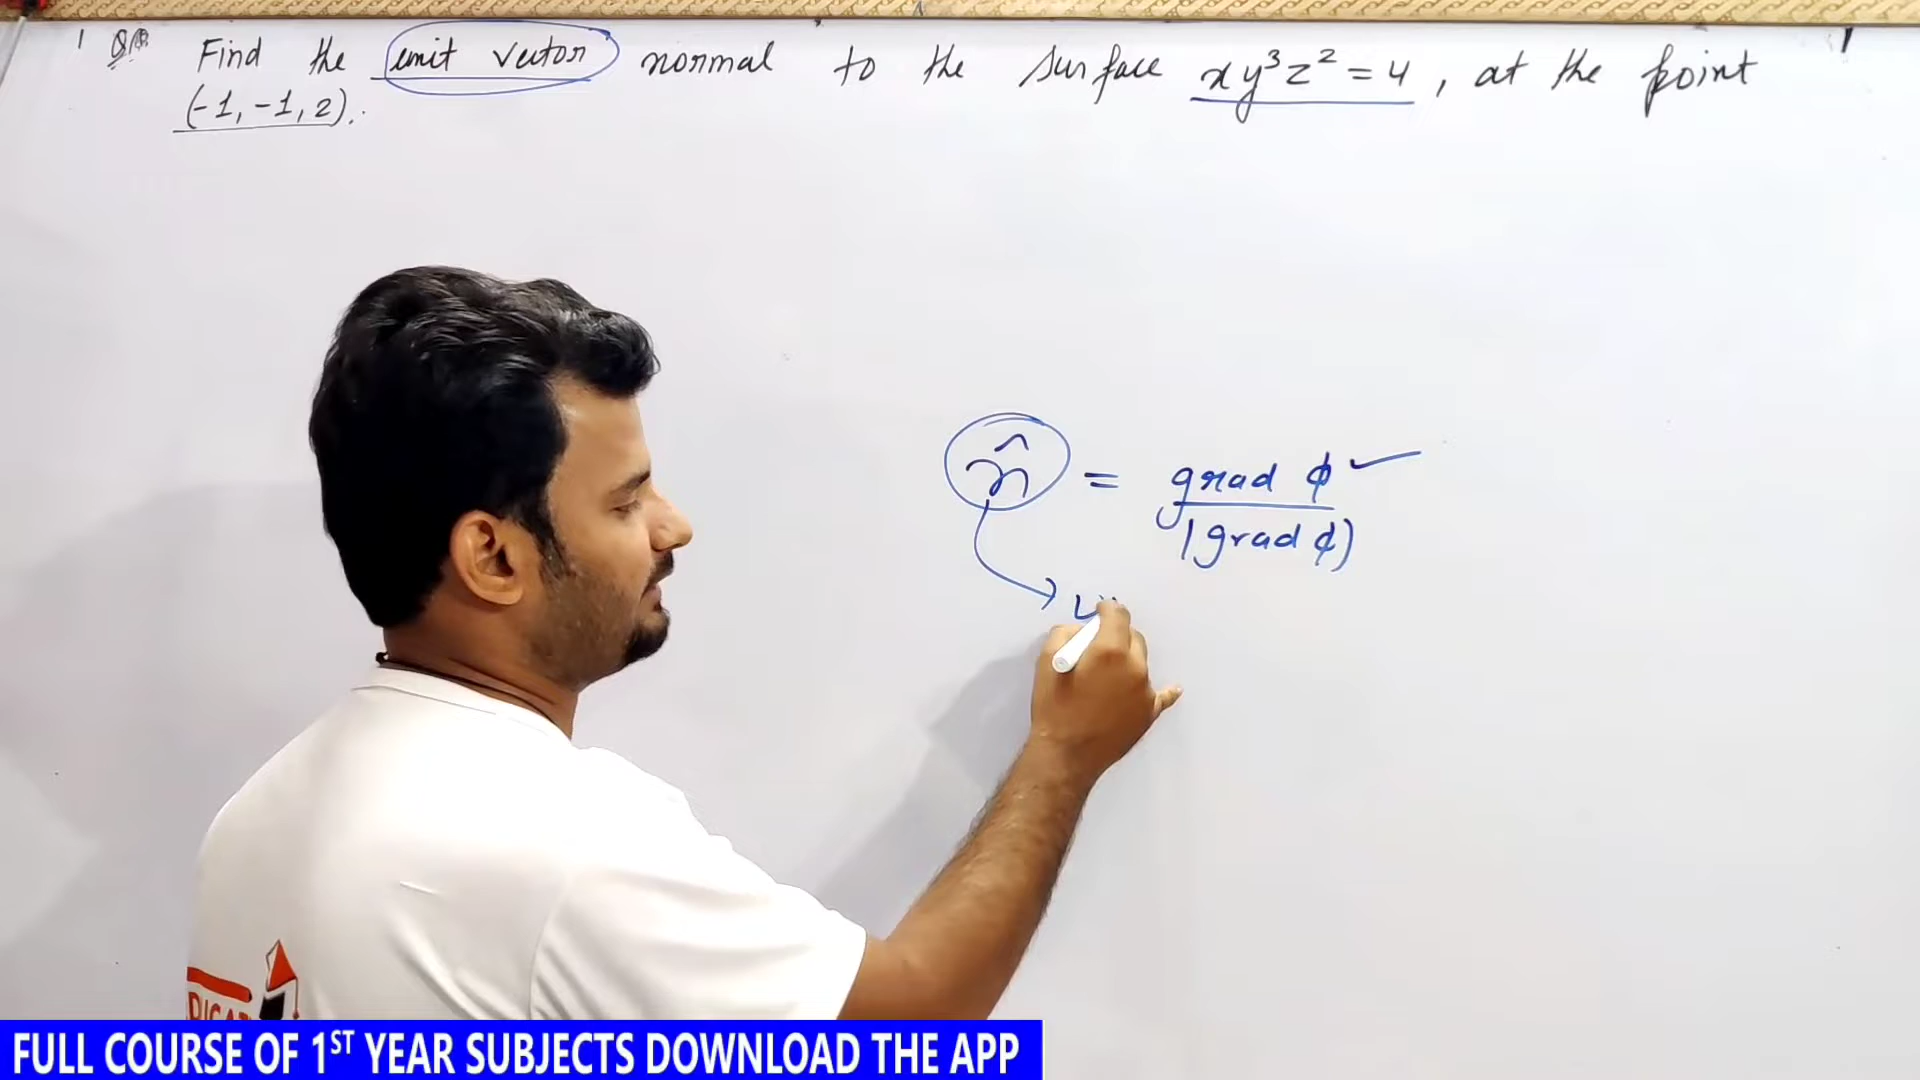 Find the unit vector normal to the surface xy³z² = 4, at the point
(-1, -1, 2).
n̂ = grad φ
|grad φ|
FULL COURSE OF 1ST YEAR SUBJECTS DOWNLOAD THE APP